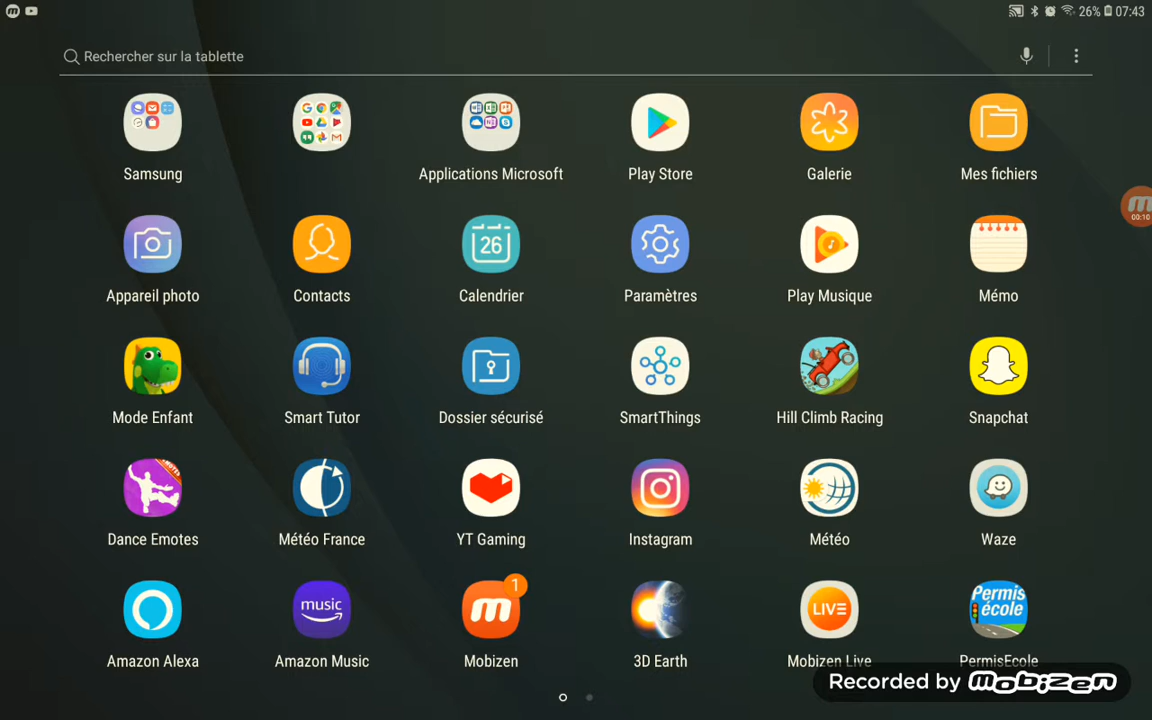 26% 07:43
Rechercher sur la tablette
Samsung
Applications Microsoft
Play Store
Galerie
Mes fichiers
00:10
26
Appareil photo
Contacts
Calendrier
Paramètres
Play Musique
Mémo
Mode Enfant
Smart Tutor
Dossier sécurisé
SmartThings
Hill Climb Racing
Snapchat
Dance Emotes
Météo France
YT Gaming
Instagram
Météo
Waze
music
1
m
LIVE
Permis
école
Amazon Alexa
Amazon Music
Mobizen
3D Earth
Mobizen Live
PermisEcole
Recorded by mobizen